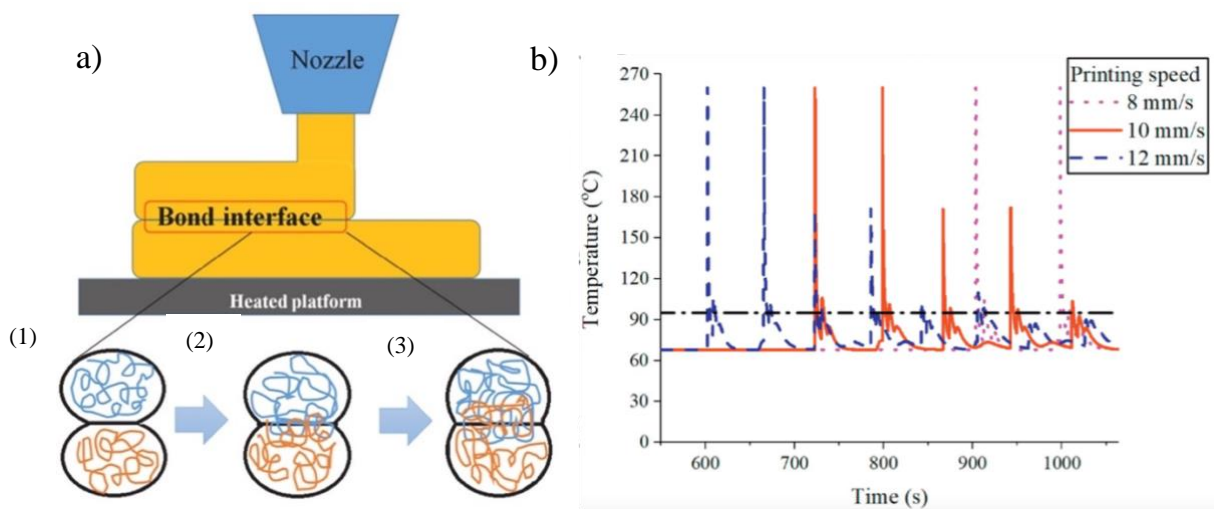 a)
Nozzle
Bond interface
Heated platform
(1)
(2)
(3)
b)
Printing speed
8 mm/s
10 mm/s
12 mm/s
Temperature (°C)
270
240
210
180
150
120
90
60
30
0
600
700
800
900
1000
Time (s)